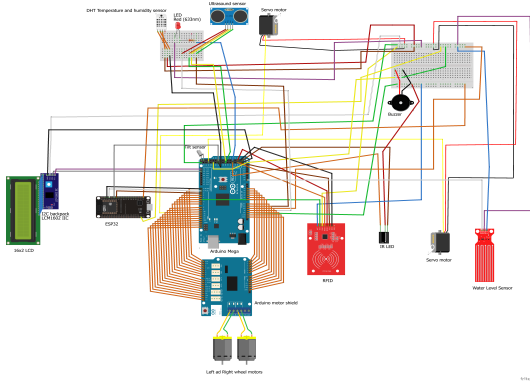 Ultrasound sensor
DHT Temperature and humidity sensor
LED
Red (633nm)
Servo motor
Buzzer
Tilt sensor
I2C backpack
LCM1602 IIC
ESP32
16x2 LCD
Arduino Mega
RFID
IR LED
Servo motor
Water Level Sensor
Arduino motor shield
Left ad Right wheel motors